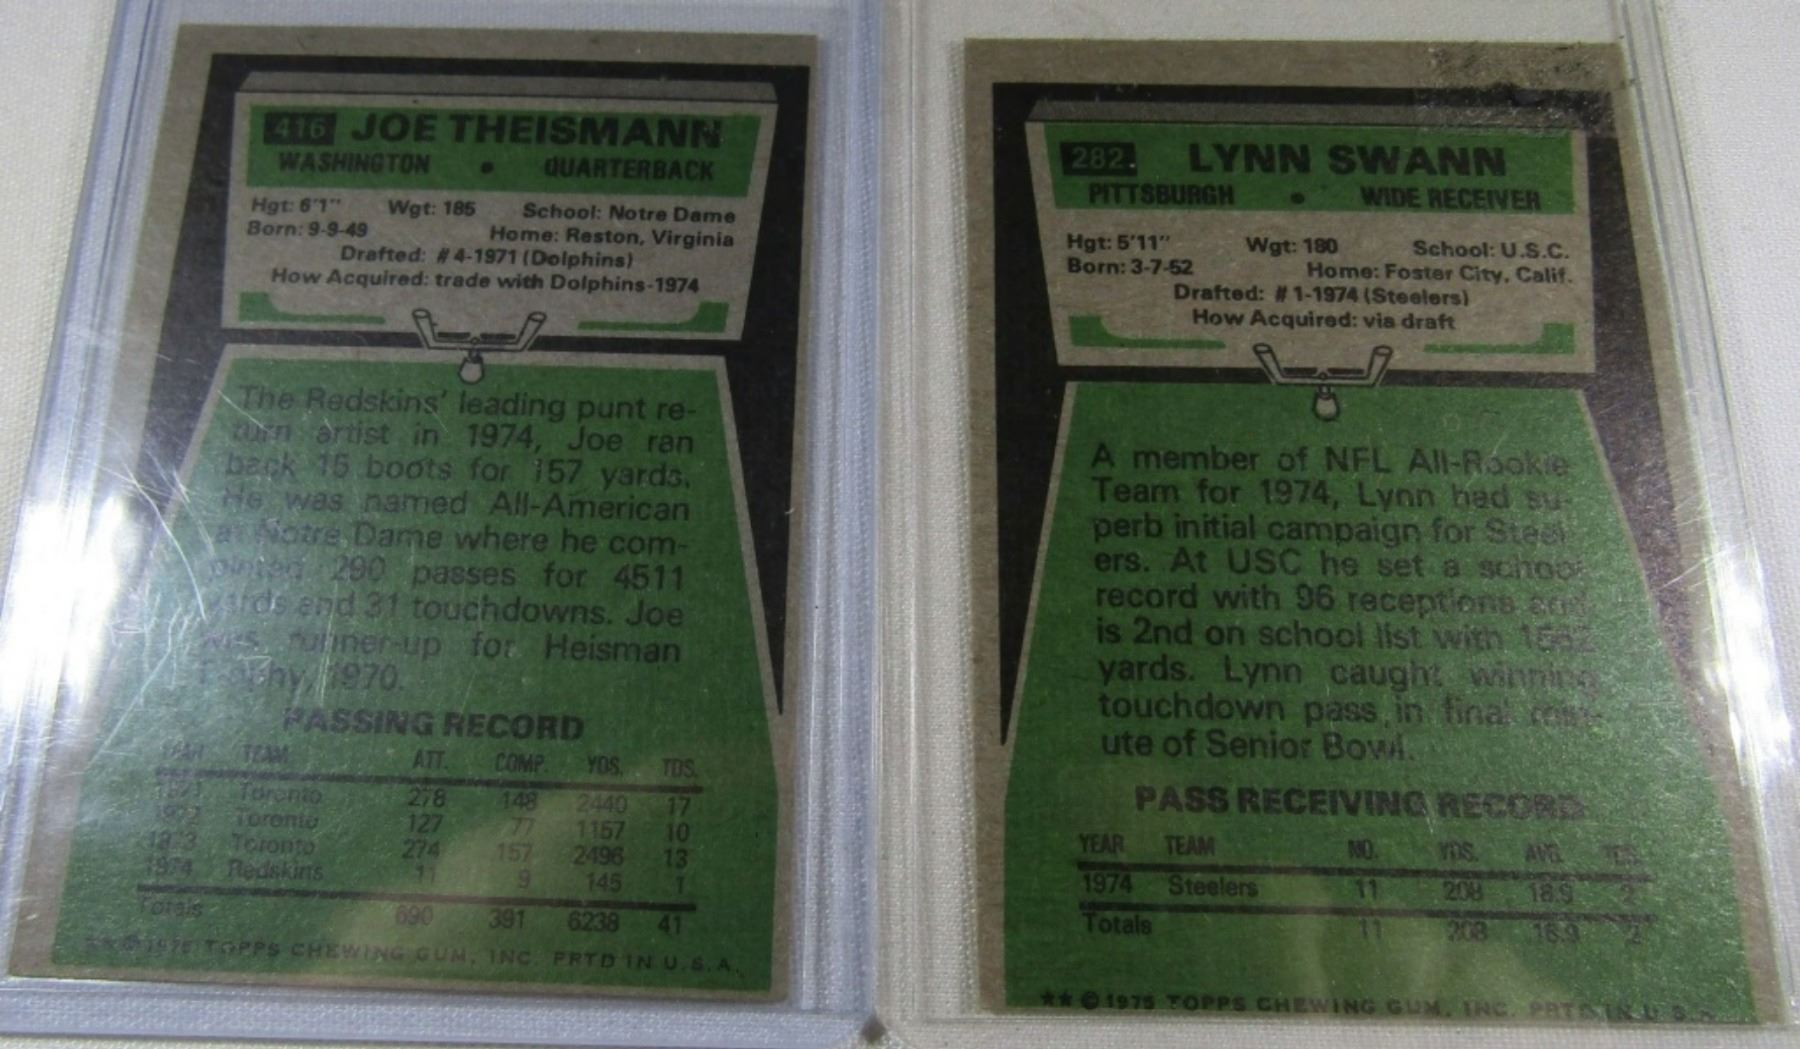 416 JOE THEISMANN
WASHINGTON • QUARTERBACK
Hgt: 6'1" Wgt: 185 School: Notre Dame
Born: 9-9-49 Home: Reston, Virginia
Drafted: #4-1971 (Dolphins)
How Acquired: trade with Dolphins-1974
The Redskins' leading punt re-
turn artist in 1974, Joe ran
back 15 boots for 157 yards.
He was named All-American
at Notre Dame where he com-
pleted 290 passes for 4511
yards and 31 touchdowns. Joe
was runner-up for Heisman
Trophy, 1970.
PASSING RECORD
YEAR TEAM ATT. COMP. YDS. TDS.
1971 Toronto 278 148 2440 17
1972 Toronto 127 77 1157 10
1973 Toronto 274 157 2496 13
1974 Redskins 11 9 145 1
Totals 690 391 6238 41
** © 1975 TOPPS CHEWING GUM, INC. PRTD IN U.S.A.
282. LYNN SWANN
PITTSBURGH • WIDE RECEIVER
Hgt: 5'11" Wgt: 180 School: U.S.C.
Born: 3-7-52 Home: Foster City, Calif.
Drafted: #1-1974 (Steelers)
How Acquired: via draft
A member of NFL All-Rookie
Team for 1974, Lynn had su-
perb initial campaign for Steel-
ers. At USC he set a school
record with 96 receptions and
is 2nd on school list with 1562
yards. Lynn caught winning
touchdown pass in final min-
ute of Senior Bowl.
PASS RECEIVING RECORD
YEAR TEAM NO. YDS. AVG. TDS.
1974 Steelers 11 208 18.9 2
Totals 11 208 18.9 2
** © 1975 TOPPS CHEWING GUM, INC. PRTD IN U.S.A.